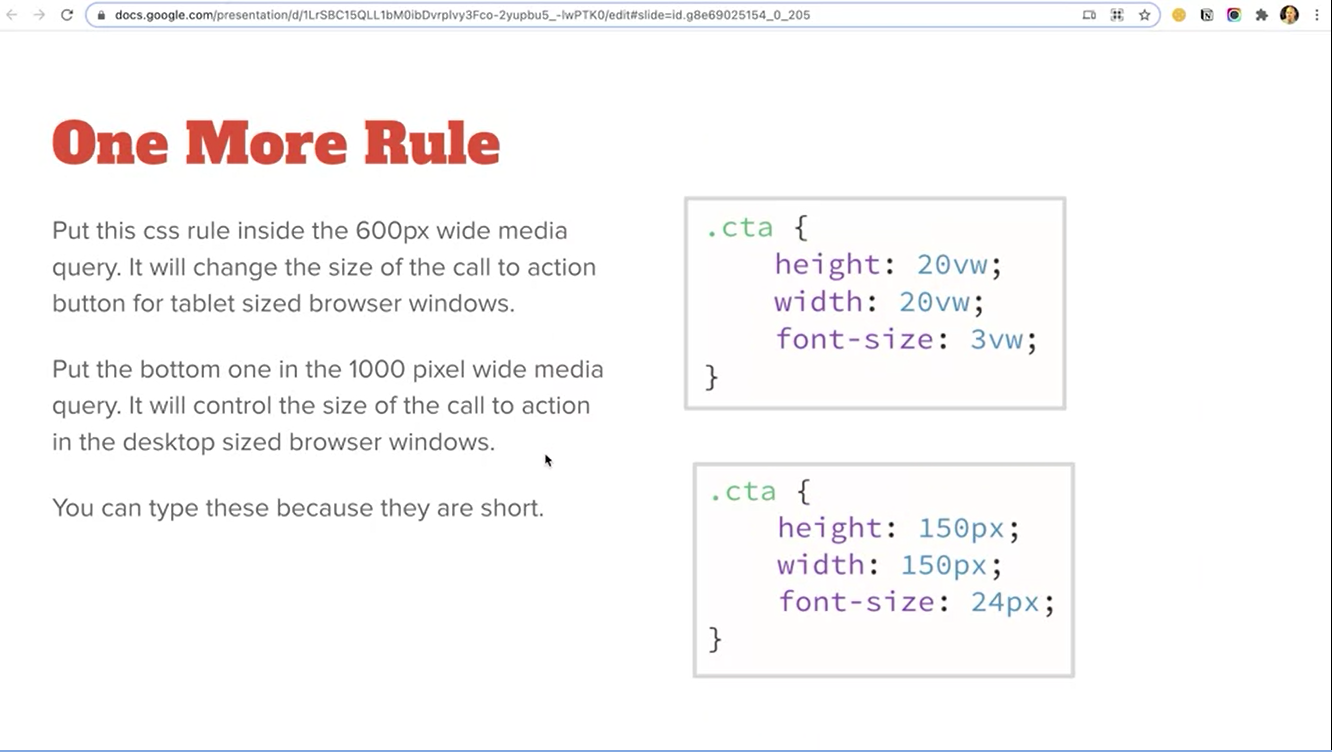 docs.google.com/presentation/d/1LrSBC15QLL1bM0ibDvrplvy3Fco-2yupbu5_-lwPTK0/edit#slide=id.g8e69025154_0_205
One More Rule
Put this css rule inside the 600px wide media
query. It will change the size of the call to action
button for tablet sized browser windows.
Put the bottom one in the 1000 pixel wide media
query. It will control the size of the call to action
in the desktop sized browser windows.
You can type these because they are short.
.cta {
height: 20vw;
width: 20vw;
font-size: 3vw;
}
.cta {
height: 150px;
width: 150px;
font-size: 24px;
}